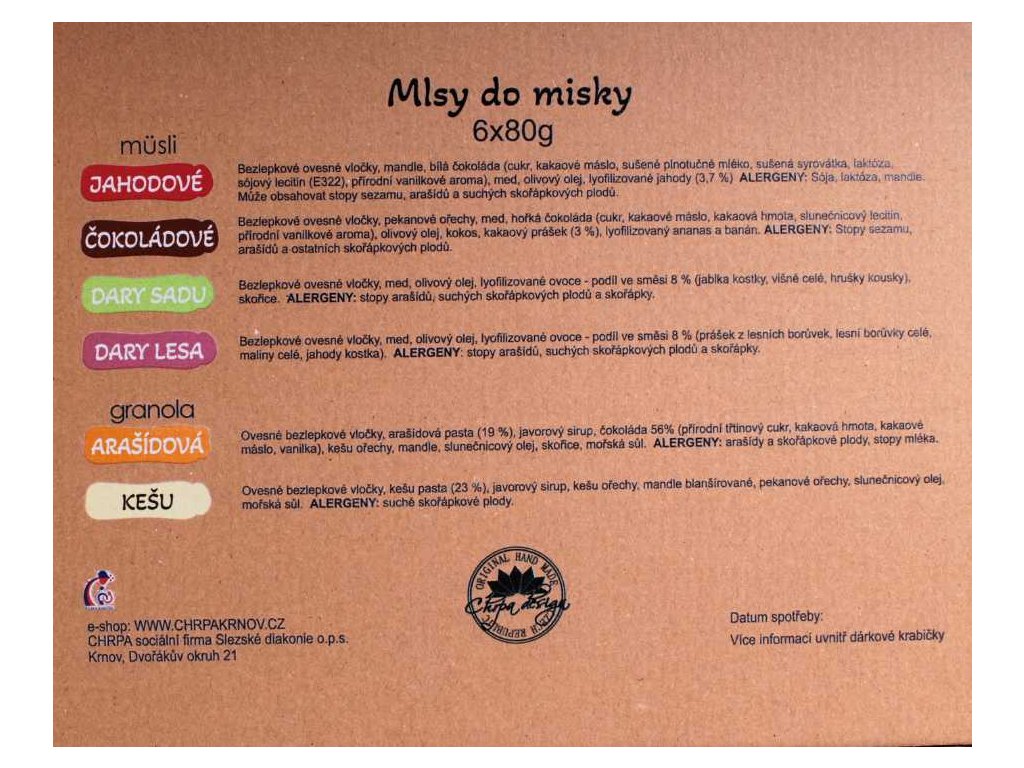 Mlsy do misky
6x80g
müsli
JAHODOVÉ
Bezlepkové ovesné vločky, mandle, bílá čokoláda (cukr, kakaové máslo, sušené plnotučné mléko, sušená syrovátka, laktóza,
sójový lecitin (E322), přírodní vanilkové aroma), med, olivový olej, lyofilizované jahody (3,7 %) ALERGENY: Sója, laktóza, mandle.
Může obsahovat stopy sezamu, arašídů a suchých skořápkových plodů.
ČOKOLÁDOVÉ
Bezlepkové ovesné vločky, pekanové ořechy, med, hořká čokoláda (cukr, kakaové máslo, kakaová hmota, slunečnicový lecitin,
přírodní vanilkové aroma), olivový olej, kokos, kakaový prášek (3 %), lyofilizovaný ananas a banán. ALERGENY: Stopy sezamu,
arašídů a ostatních skořápkových plodů.
DARY SADU
Bezlepkové ovesné vločky, med, olivový olej, lyofilizované ovoce - podíl ve směsi 8 % (jablka kostky, višně celé, hrušky kousky),
skořice. ALERGENY: stopy arašídů, suchých skořápkových plodů a skořápky.
DARY LESA
Bezlepkové ovesné vločky, med, olivový olej, lyofilizované ovoce - podíl ve směsi 8 % (prášek z lesních borůvek, lesní borůvky celé,
maliny celé, jahody kostka). ALERGENY: stopy arašídů, suchých skořápkových plodů a skořápky.
granola
ARAŠÍDOVÁ
Ovesné bezlepkové vločky, arašídová pasta (19 %), javorový sirup, čokoláda 56% (přírodní třtinový cukr, kakaová hmota, kakaové
máslo, vanilka), kešu ořechy, mandle, slunečnicový olej, skořice, mořská sůl. ALERGENY: arašídy a skořápkové plody, stopy mléka.
KEŠU
Ovesné bezlepkové vločky, kešu pasta (23 %), javorový sirup, kešu ořechy, mandle blanšírované, pekanové ořechy, slunečnicový olej,
mořská sůl. ALERGENY: suché skořápkové plody.
ORIGINAL HAND MADE
Chrpa design
CZECH REPUBLIC
e-shop: WWW.CHRPAKRNOV.CZ
CHRPA sociální firma Slezské diakonie o.p.s.
Krnov, Dvořákův okruh 21
Datum spotřeby:
Více informací uvnitř dárkové krabičky